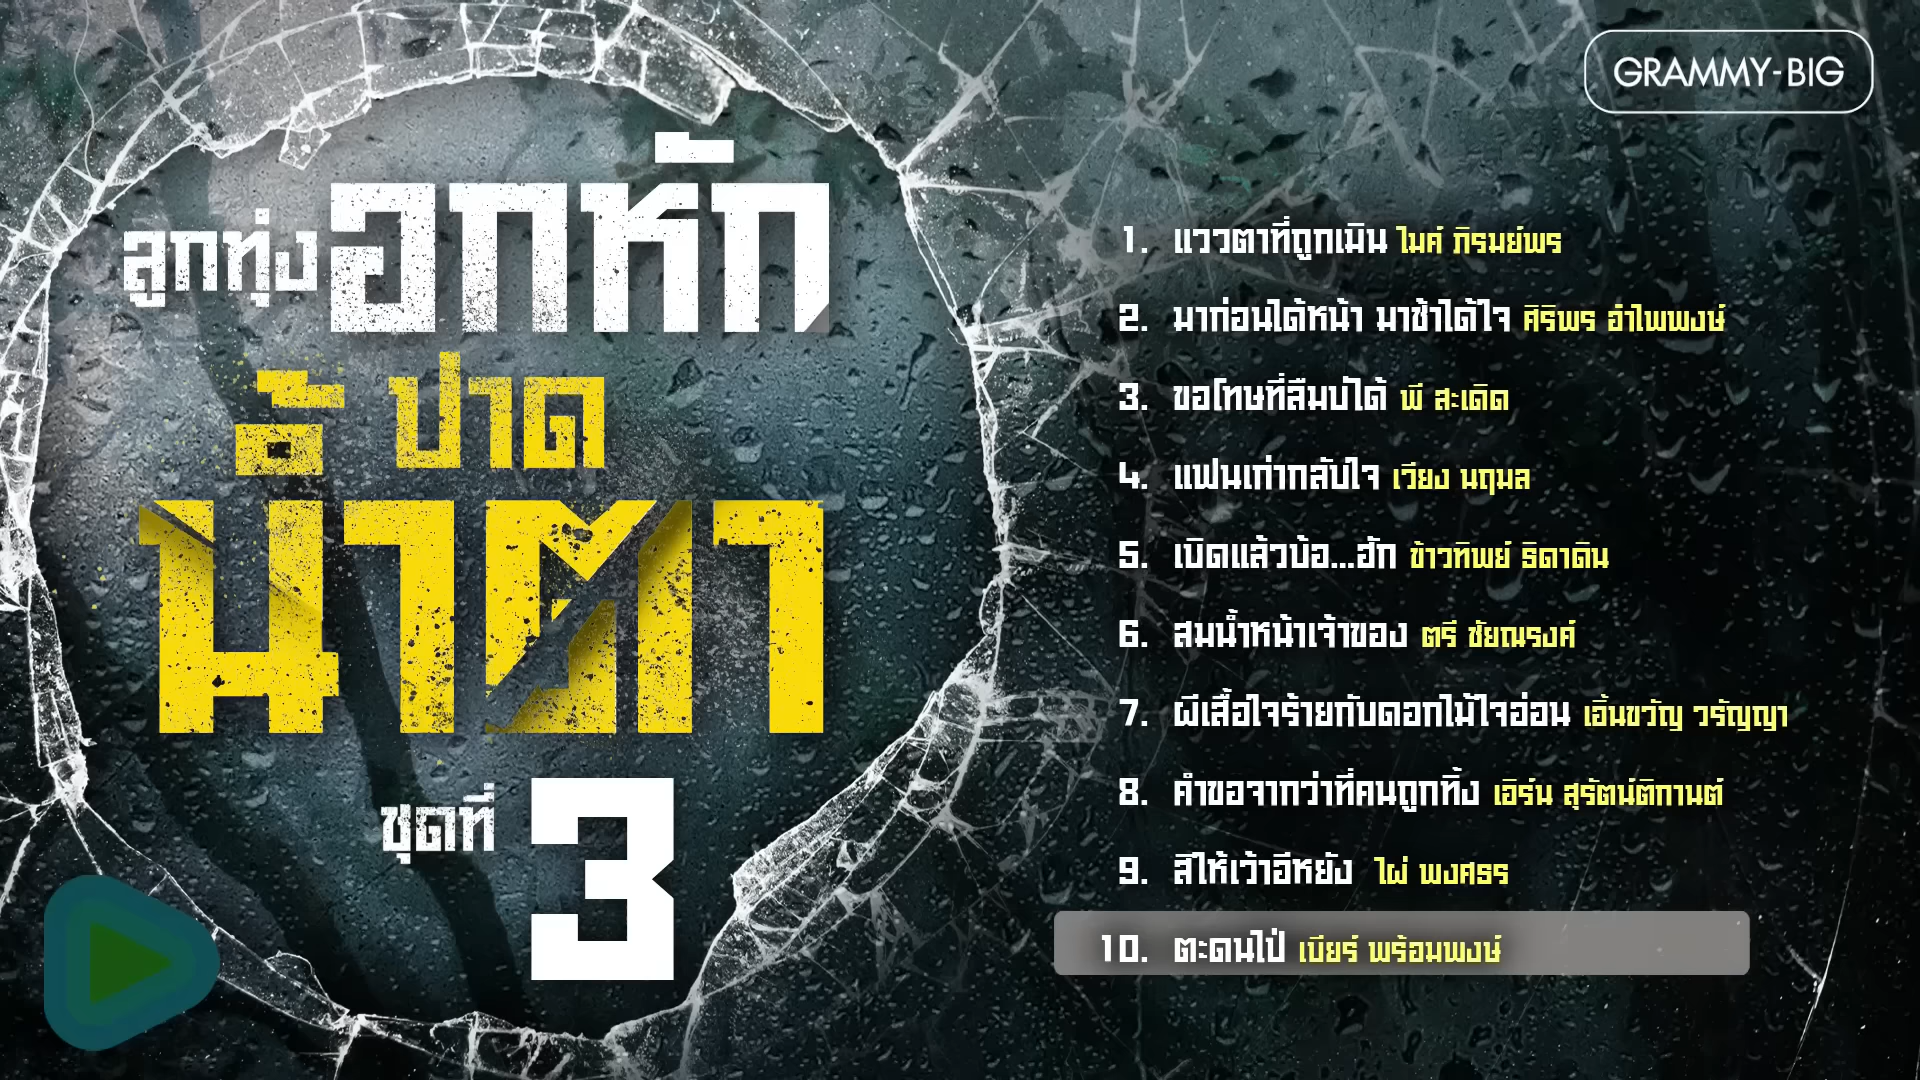 GRAMMY-BIG
ลูกทุ่งอกหัก
ปาด
น้ำตา
ชุดที่ 3
1. แววตาที่ถูกเมิน ไมค์ ภิรมย์พร
2. มาก่อนได้หน้า มาช้าได้ใจ ศิริพร อำไพพงษ์
3. ขอโทษที่ลืมบ่ได้ พี สะเดิด
4. แฟนเก่ากลับใจ เวียง นฤมล
5. เบิดแล้วบ้อ...ฮัก ข้าวทิพย์ ธิดาดิน
6. สมน้ำหน้าเจ้าของ ตรี ชัยณรงค์
7. ผีเสื้อใจร้ายกับดอกไม้ใจอ่อน เอิ้นขวัญ วรัญญา
8. คำขอจากว่าที่คนถูกทิ้ง เอิร์น สุรัตน์ติกานต์
9. สิให้เว้าอีหยัง ไผ่ พงศธร
10. ตะดนไป่ เบียร์ พร้อมพงษ์